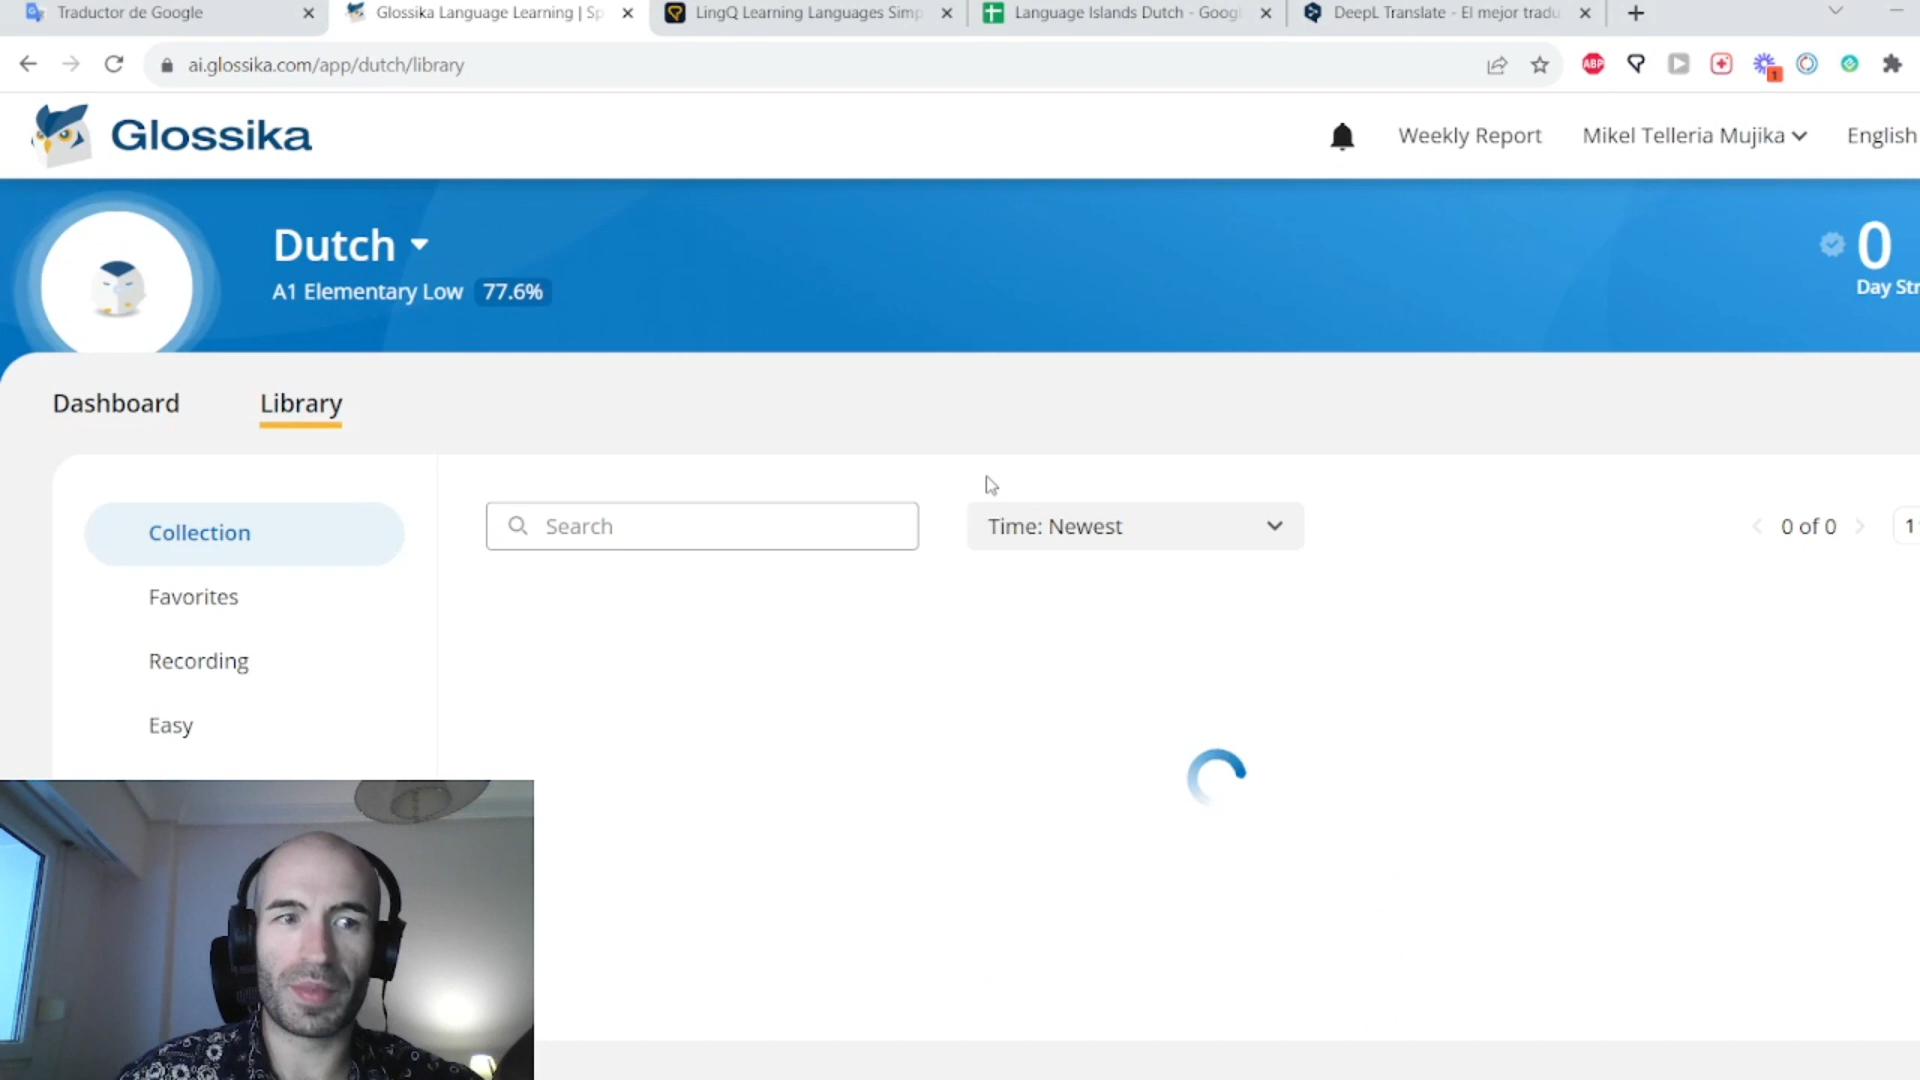 Traductor de Google
Glossika Language Learning | Sp
LingQ Learning Languages Simp
Language Islands Dutch - Googl
DeepL Translate - El mejor tradu
ai.glossika.com/app/dutch/library
ABP
1
Glossika
Weekly Report
Mikel Telleria Mujika
English
Dutch
A1 Elementary Low 77.6%
0
Day Str
Dashboard
Library
Collection
Favorites
Recording
Easy
Search
Time: Newest
0 of 0
1